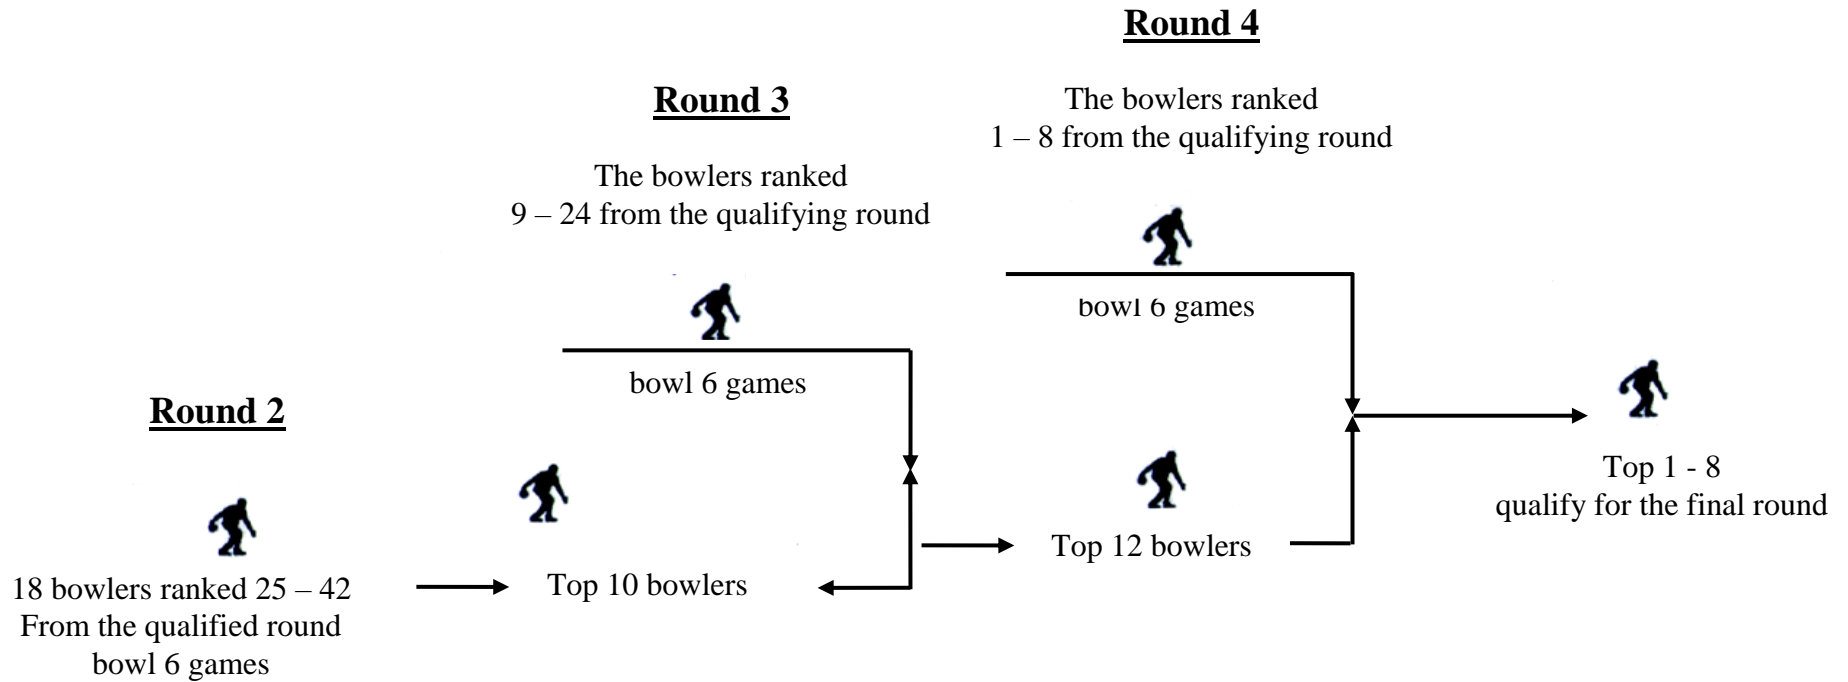 Round 4
The bowlers ranked
1 – 8 from the qualifying round
bowl 6 games
Round 3
The bowlers ranked
9 – 24 from the qualifying round
bowl 6 games
Round 2
18 bowlers ranked 25 – 42
From the qualified round
bowl 6 games
Top 10 bowlers
Top 12 bowlers
Top 1 - 8
qualify for the final round